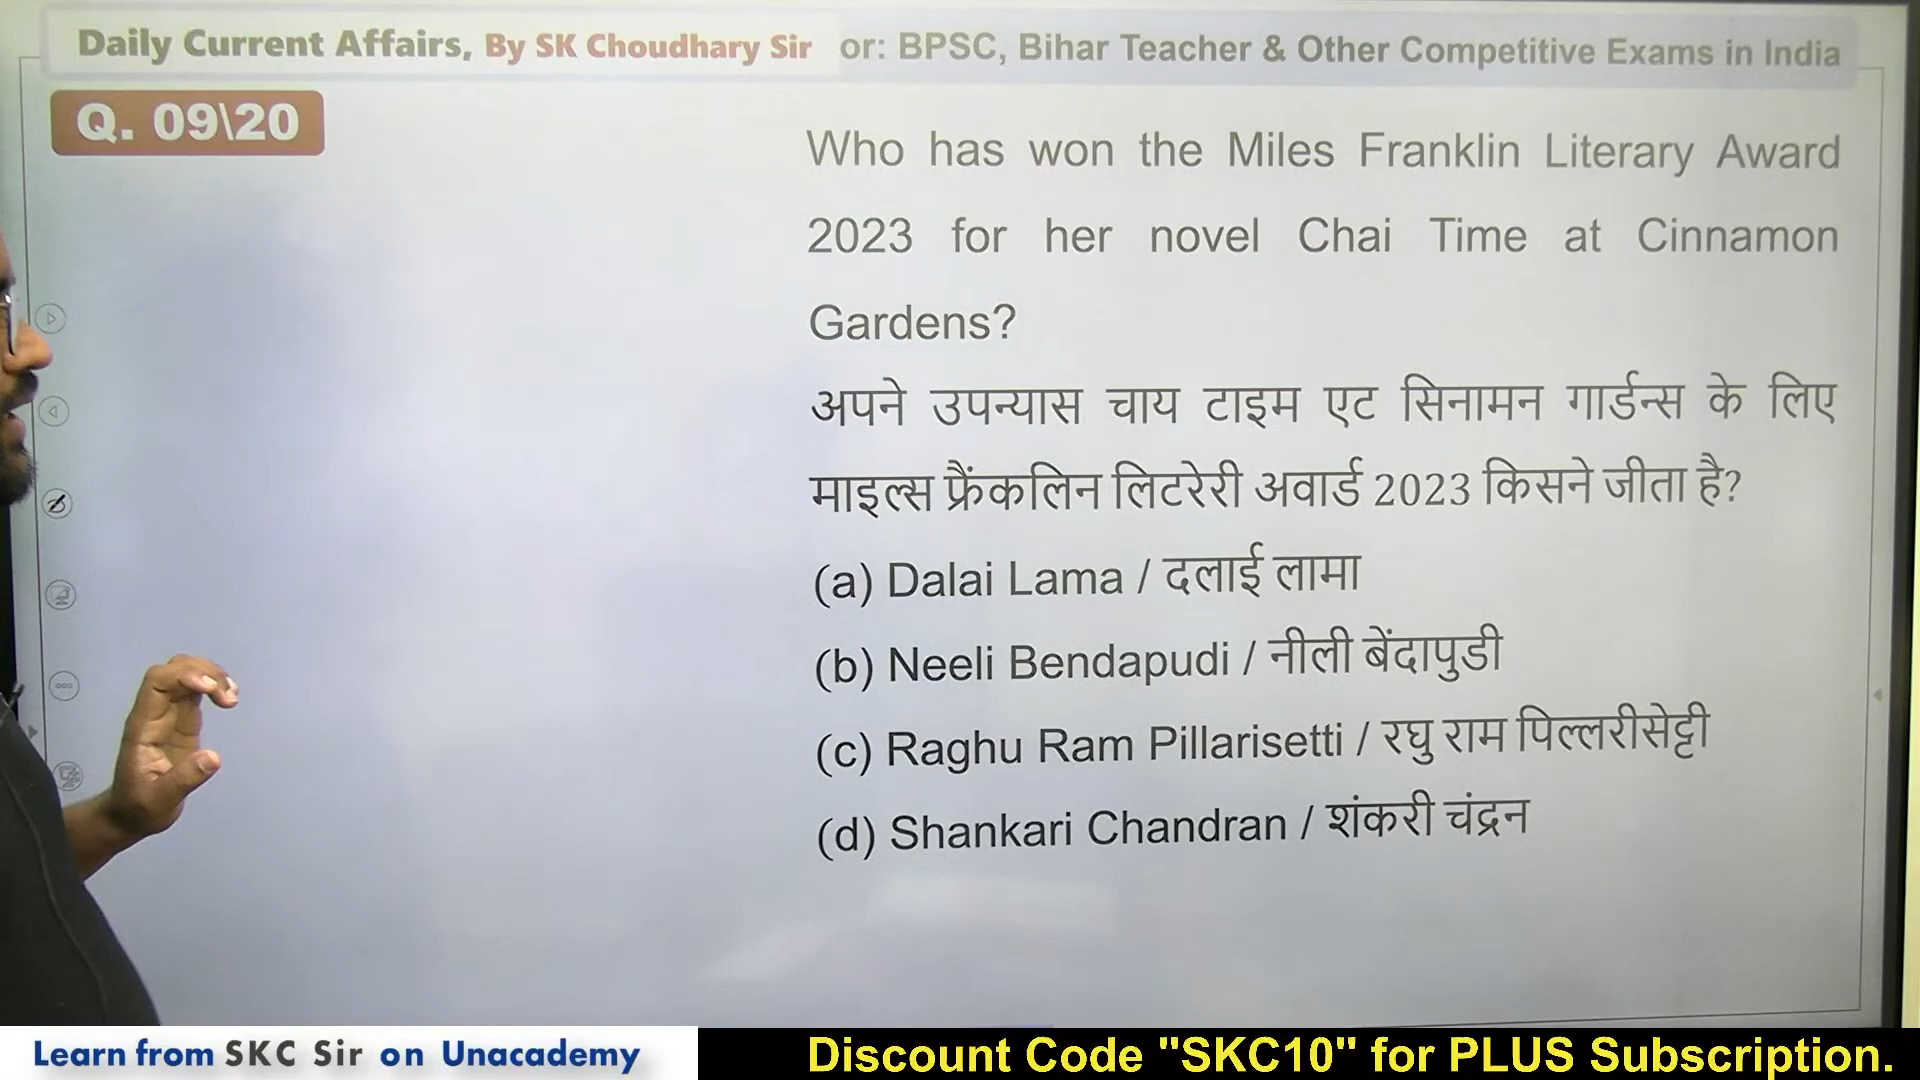 Daily Current Affairs, By SK Choudhary Sir or: BPSC, Bihar Teacher & Other Competitive Exams in India
Q. 09\20
Who has won the Miles Franklin Literary Award
2023 for her novel Chai Time at Cinnamon
Gardens?
अपने उपन्यास चाय टाइम एट सिनामन गार्डन्स के लिए
माइल्स फ्रैंकलिन लिटरेरी अवार्ड 2023 किसने जीता है?
(a) Dalai Lama / दलाई लामा
(b) Neeli Bendapudi / नीली बेंदापुडी
(c) Raghu Ram Pillarisetti / रघु राम पिल्लरीसेट्टी
(d) Shankari Chandran / शंकरी चंद्रन
Learn from SKC Sir on Unacademy
Discount Code "SKC10" for PLUS Subscription.